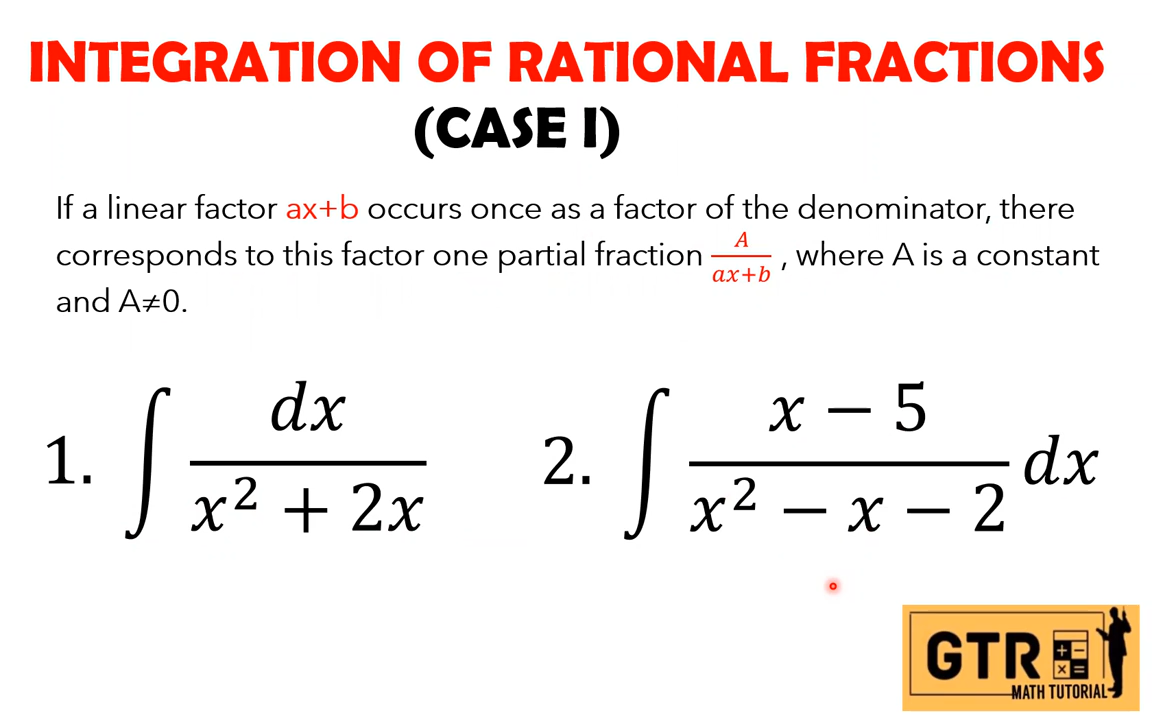 INTEGRATION OF RATIONAL FRACTIONS
(CASE I)
If a linear factor ax+b occurs once as a factor of the denominator, there
corresponds to this factor one partial fraction A/(ax+b) , where A is a constant
and A≠0.
1. ∫ dx/(x² + 2x)
2. ∫ (x − 5)/(x² − x − 2) dx
GTR
+ −
× =
MATH TUTORIAL